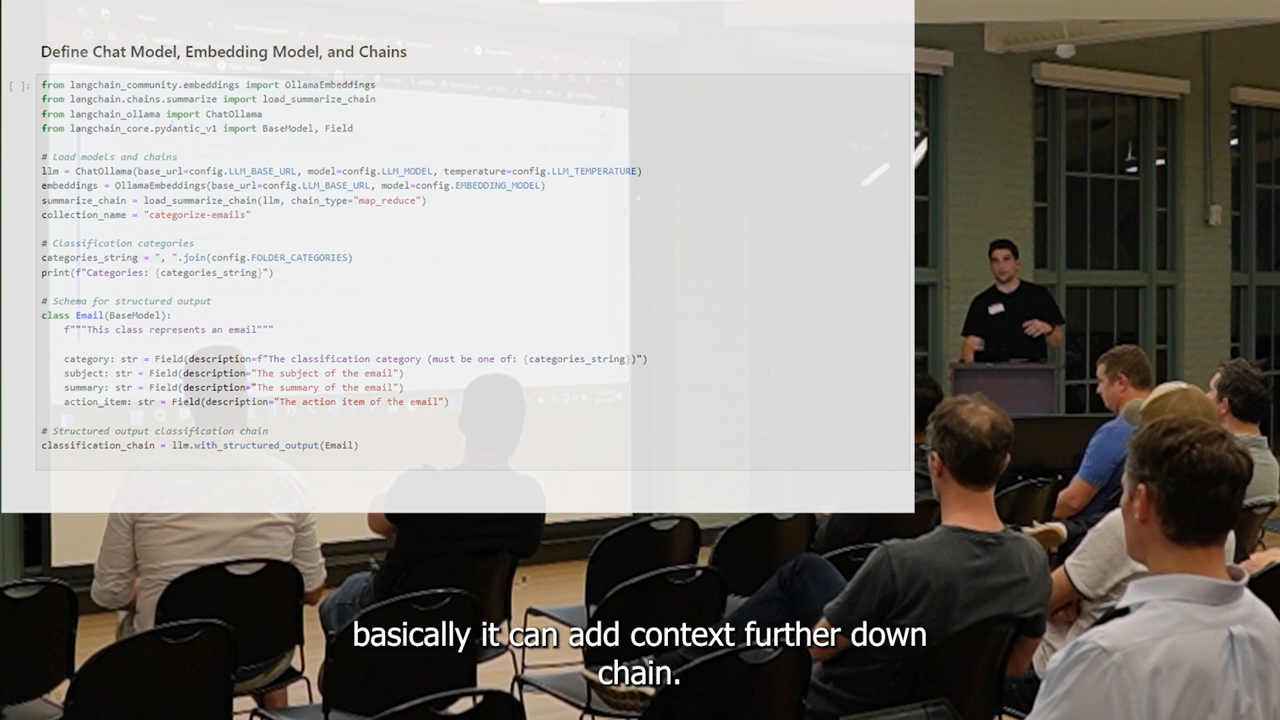 Define Chat Model, Embedding Model, and Chains
[ ]:
from langchain_community.embeddings import OllamaEmbeddings
from langchain.chains.summarize import load_summarize_chain
from langchain_ollama import ChatOllama
from langchain_core.pydantic_v1 import BaseModel, Field
# Load models and chains
llm = ChatOllama(base_url=config.LLM_BASE_URL, model=config.LLM_MODEL, temperature=config.LLM_TEMPERATURE)
embeddings = OllamaEmbeddings(base_url=config.LLM_BASE_URL, model=config.EMBEDDING_MODEL)
summarize_chain = load_summarize_chain(llm, chain_type="map_reduce")
collection_name = "categorize-emails"
# Classification categories
categories_string = ", ".join(config.FOLDER_CATEGORIES)
print(f"Categories: {categories_string}")
# Schema for structured output
class Email(BaseModel):
f"""This class represents an email"""
category: str = Field(description=f"The classification category (must be one of: {categories_string})")
subject: str = Field(description="The subject of the email")
summary: str = Field(description="The summary of the email")
action_item: str = Field(description="The action item of the email")
# Structured output classification chain
classification_chain = llm.with_structured_output(Email)
basically it can add context further down
chain.